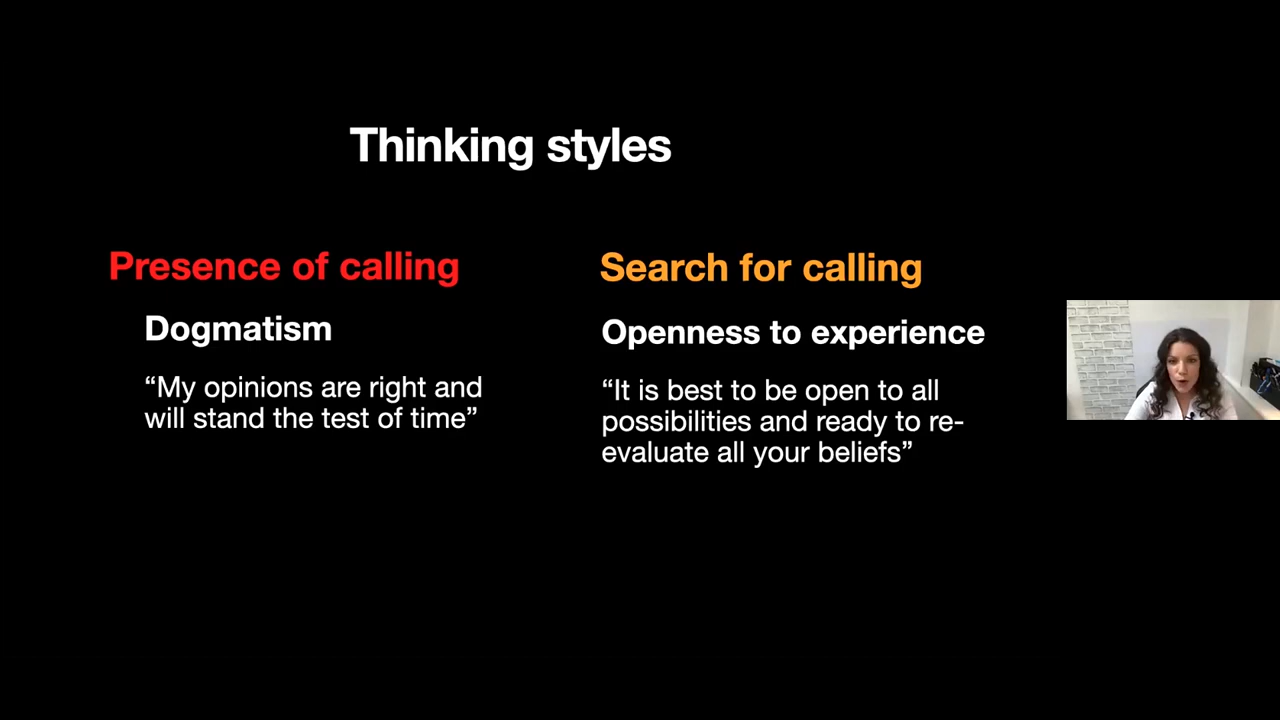 Thinking styles
Presence of calling
Dogmatism
“My opinions are right and
will stand the test of time”
Search for calling
Openness to experience
“It is best to be open to all
possibilities and ready to re-
evaluate all your beliefs”